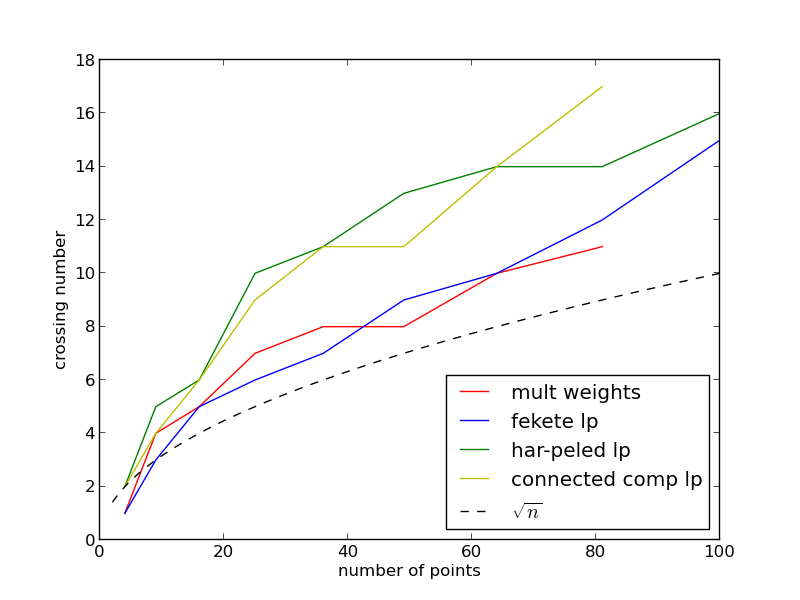 18
16
14
12
10
8
6
4
2
0
crossing number
0 20 40 60 80 100
number of points
mult weights
fekete lp
har-peled lp
connected comp lp
√n